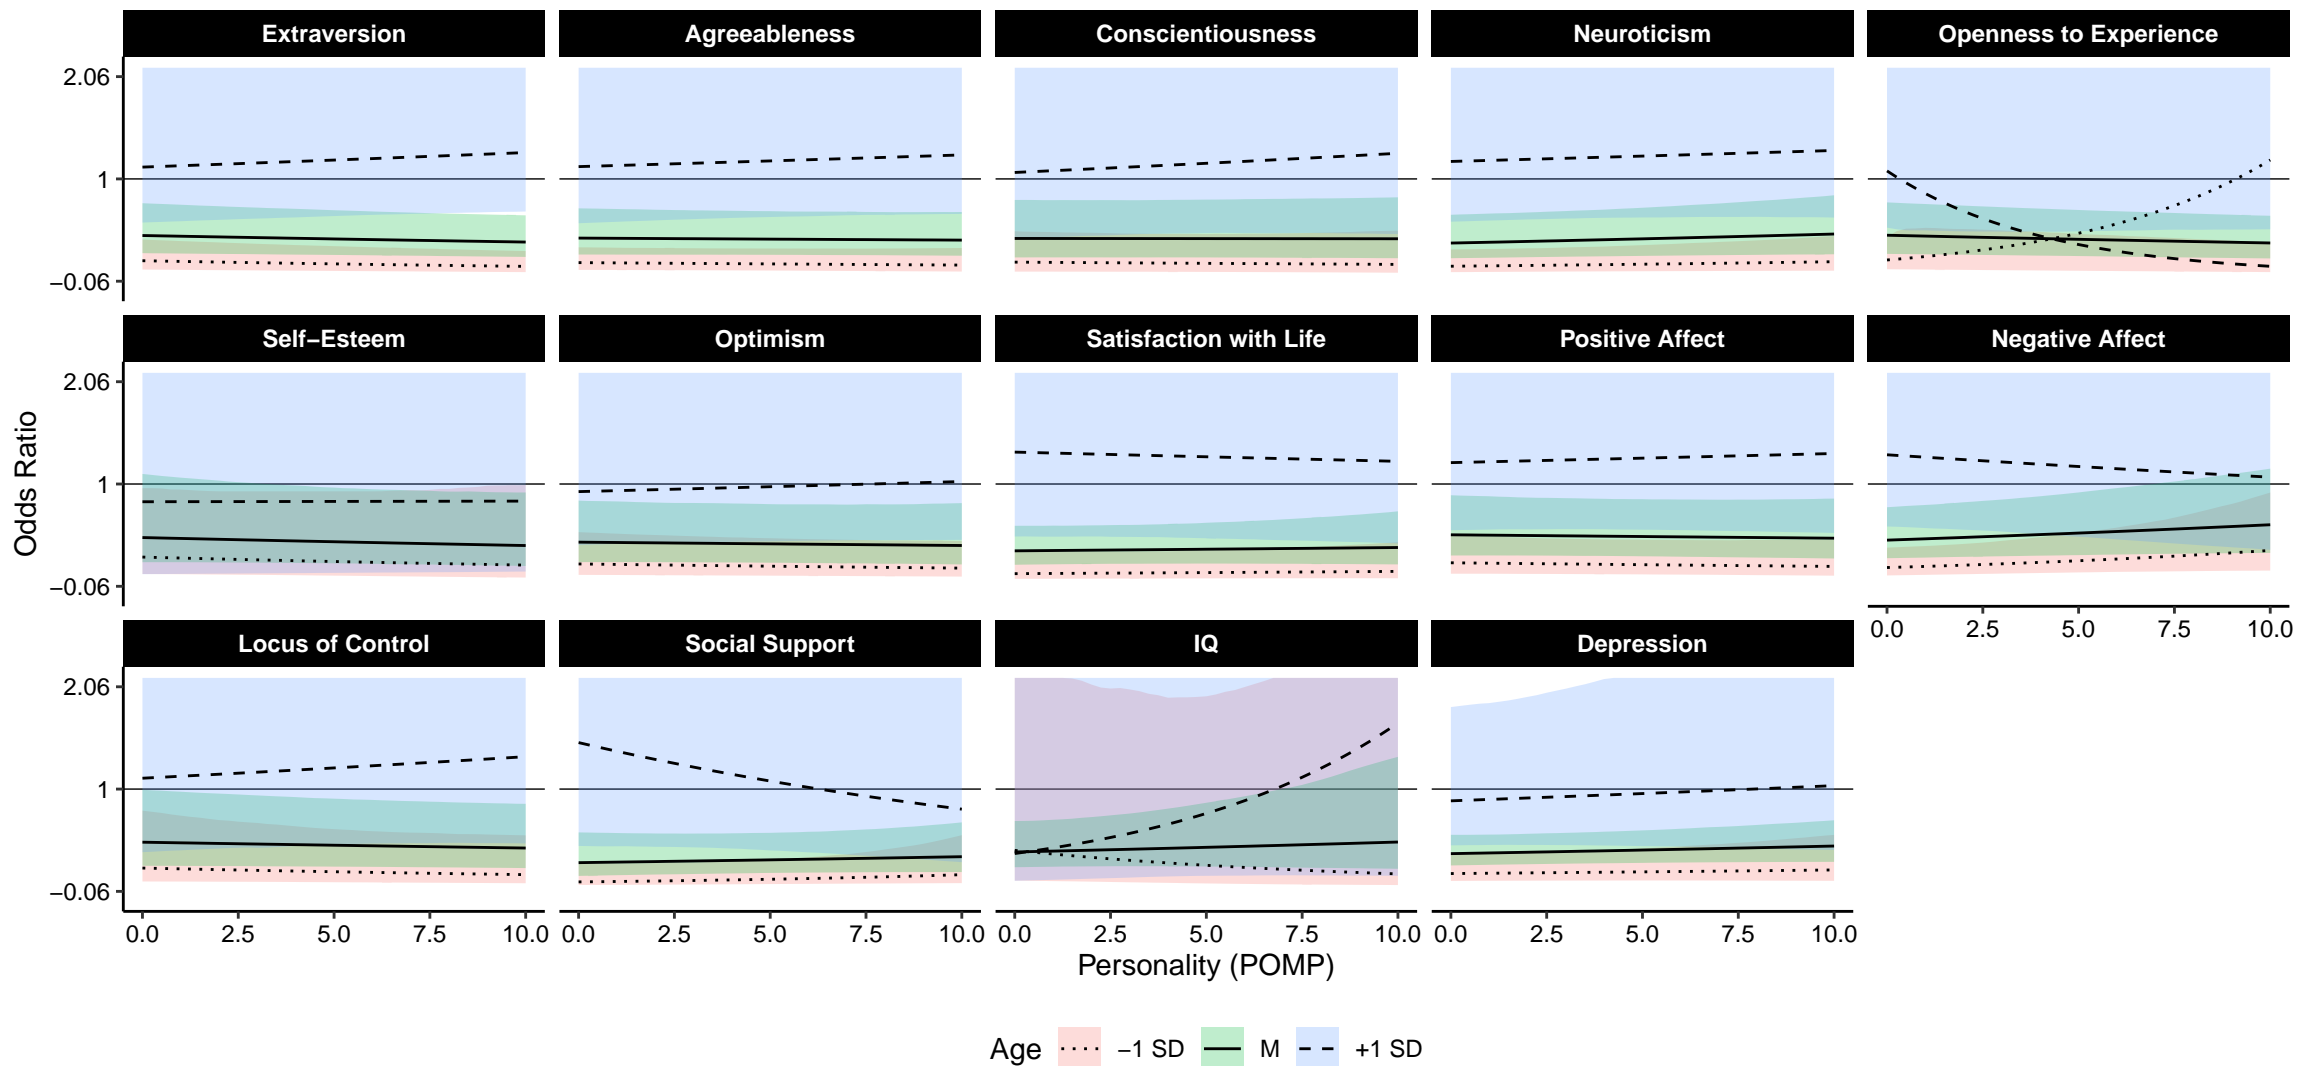 Extraversion Agreeableness Conscientiousness Neuroticism Openness to Experience
2.06
1
−0.06
Self−Esteem Optimism Satisfaction with Life Positive Affect Negative Affect
2.06
1
−0.06
0.0 2.5 5.0 7.5 10.0
Locus of Control Social Support IQ Depression
2.06
1
−0.06
0.0 2.5 5.0 7.5 10.0 0.0 2.5 5.0 7.5 10.0 0.0 2.5 5.0 7.5 10.0 0.0 2.5 5.0 7.5 10.0
Odds Ratio
Personality (POMP)
Age −1 SD M +1 SD